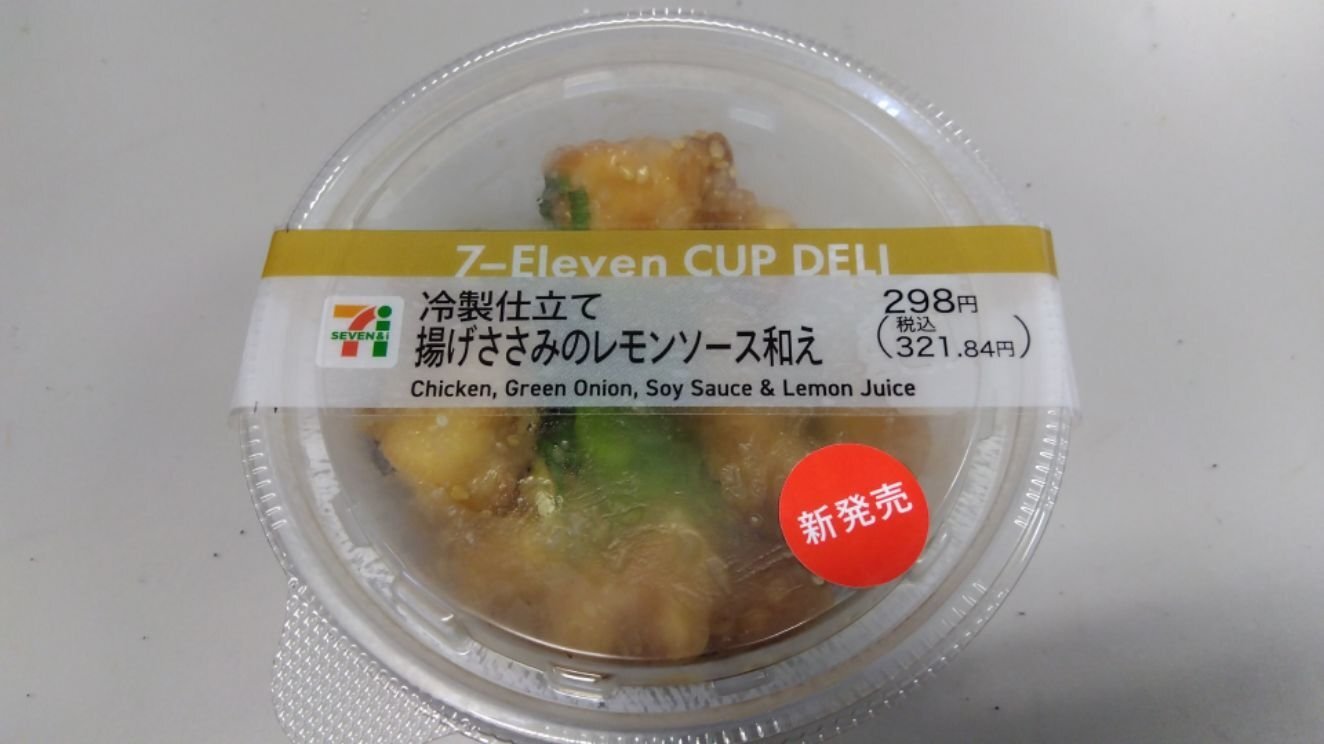 7-Eleven CUP DELI
SEVEN&i
冷製仕立て
揚げささみのレモンソース和え
Chicken, Green Onion, Soy Sauce & Lemon Juice
298円
(税込
321.84円)
新発売